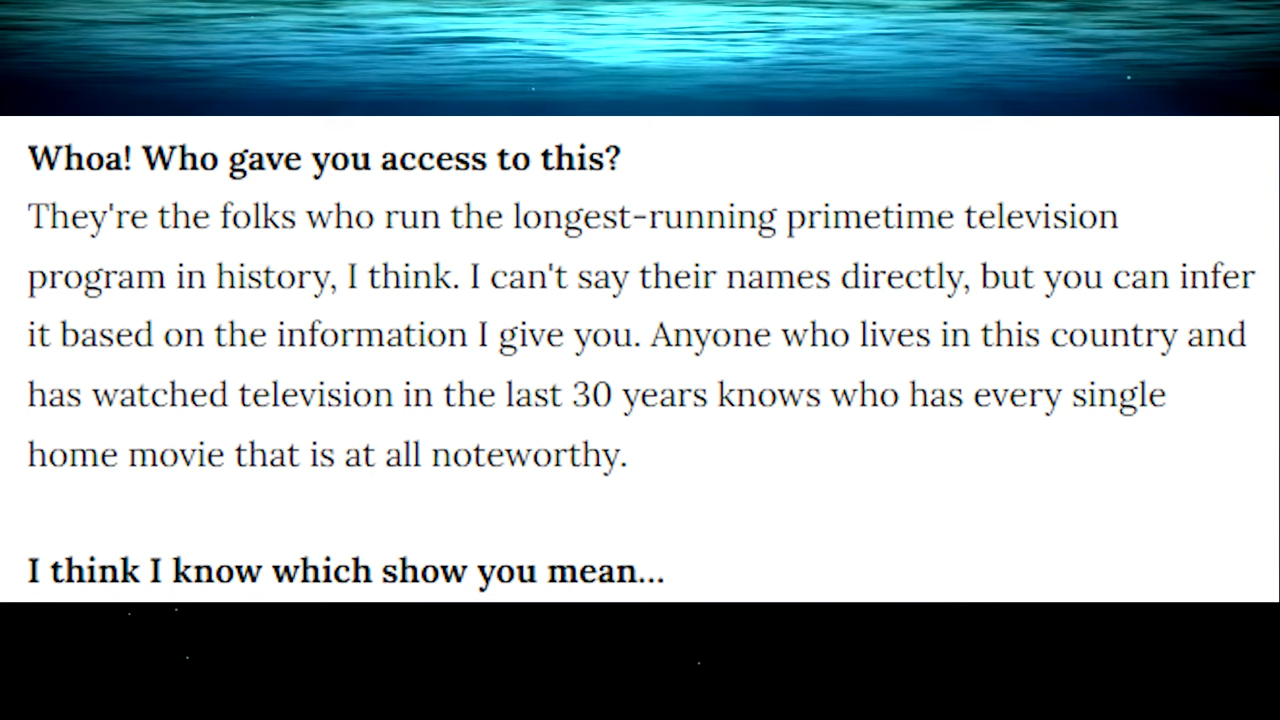 Whoa! Who gave you access to this?
They're the folks who run the longest-running primetime television
program in history, I think. I can't say their names directly, but you can infer
it based on the information I give you. Anyone who lives in this country and
has watched television in the last 30 years knows who has every single
home movie that is at all noteworthy.
I think I know which show you mean...